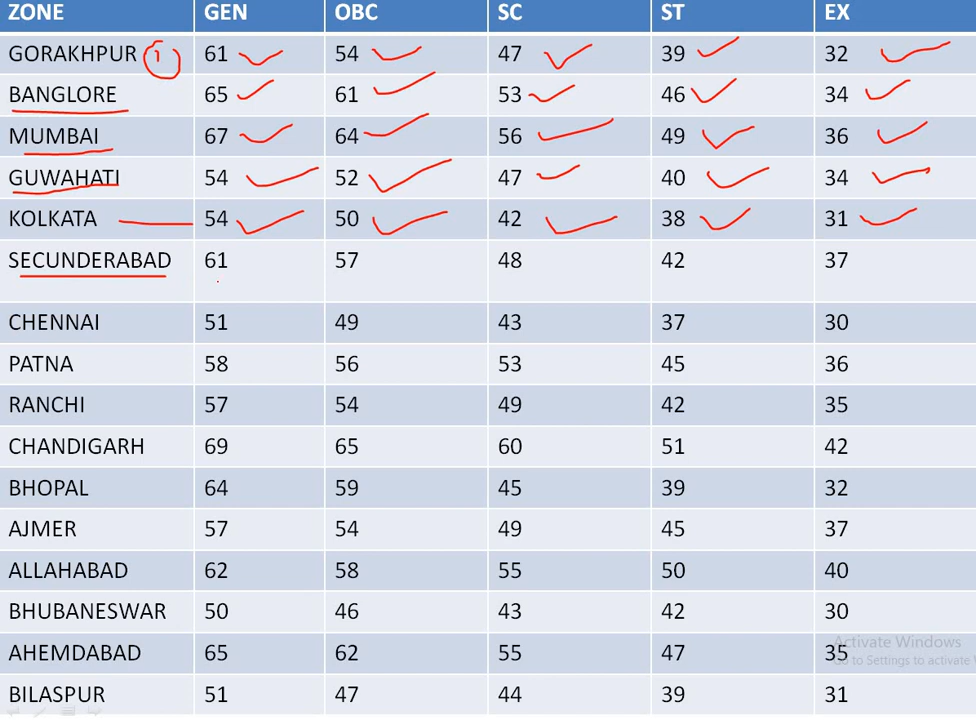 ZONE GEN OBC SC ST EX
GORAKHPUR 1 61 54 47 39 32
BANGLORE 65 61 53 46 34
MUMBAI 67 64 56 49 36
GUWAHATI 54 52 47 40 34
KOLKATA 54 50 42 38 31
SECUNDERABAD 61 57 48 42 37
CHENNAI 51 49 43 37 30
PATNA 58 56 53 45 36
RANCHI 57 54 49 42 35
CHANDIGARH 69 65 60 51 42
BHOPAL 64 59 45 39 32
AJMER 57 54 49 45 37
ALLAHABAD 62 58 55 50 40
BHUBANESWAR 50 46 43 42 30
AHEMDABAD 65 62 55 47 35
Activate Windows
Go to Settings to activate
BILASPUR 51 47 44 39 31